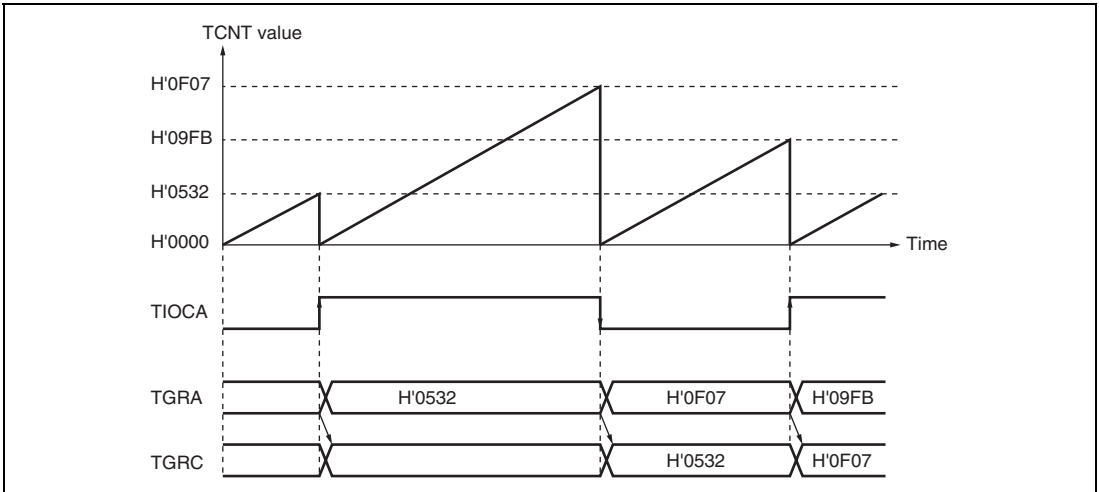 TCNT value
H'0F07
H'09FB
H'0532
H'0000
Time
TIOCA
TGRA
H'0532
H'0F07
H'09FB
TGRC
H'0532
H'0F07